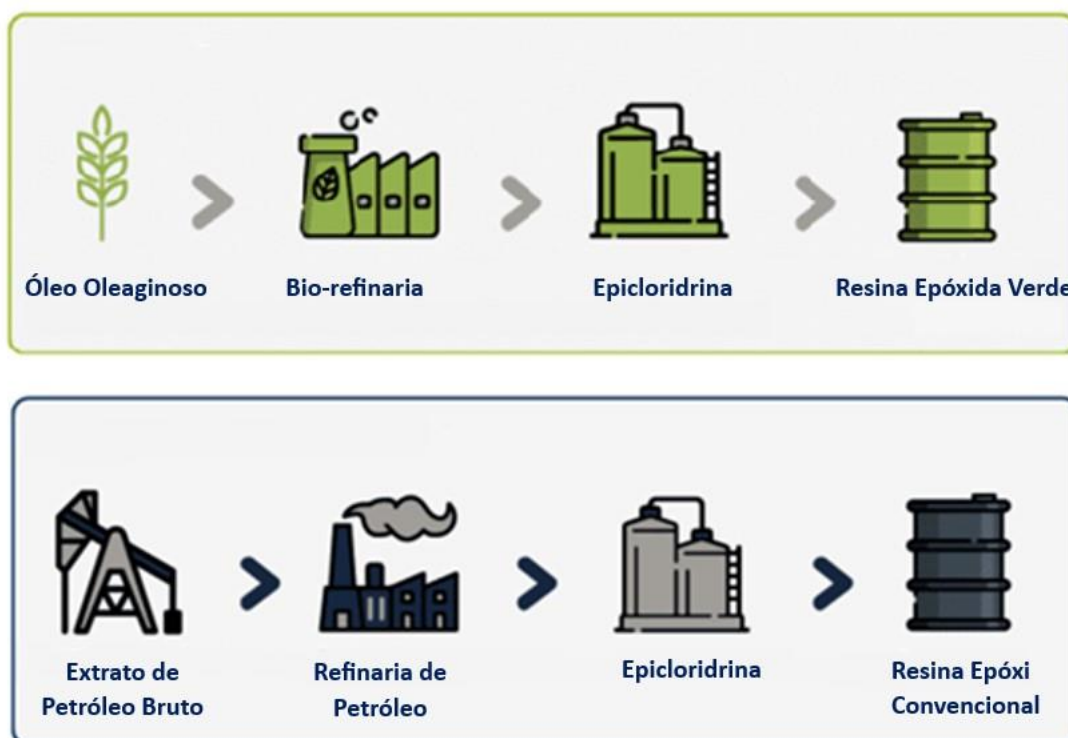 Óleo Oleaginoso
Bio-refinaria
Epicloridrina
Resina Epóxida Verde
Extrato de
Petróleo Bruto
Refinaria de
Petróleo
Epicloridrina
Resina Epóxi
Convencional